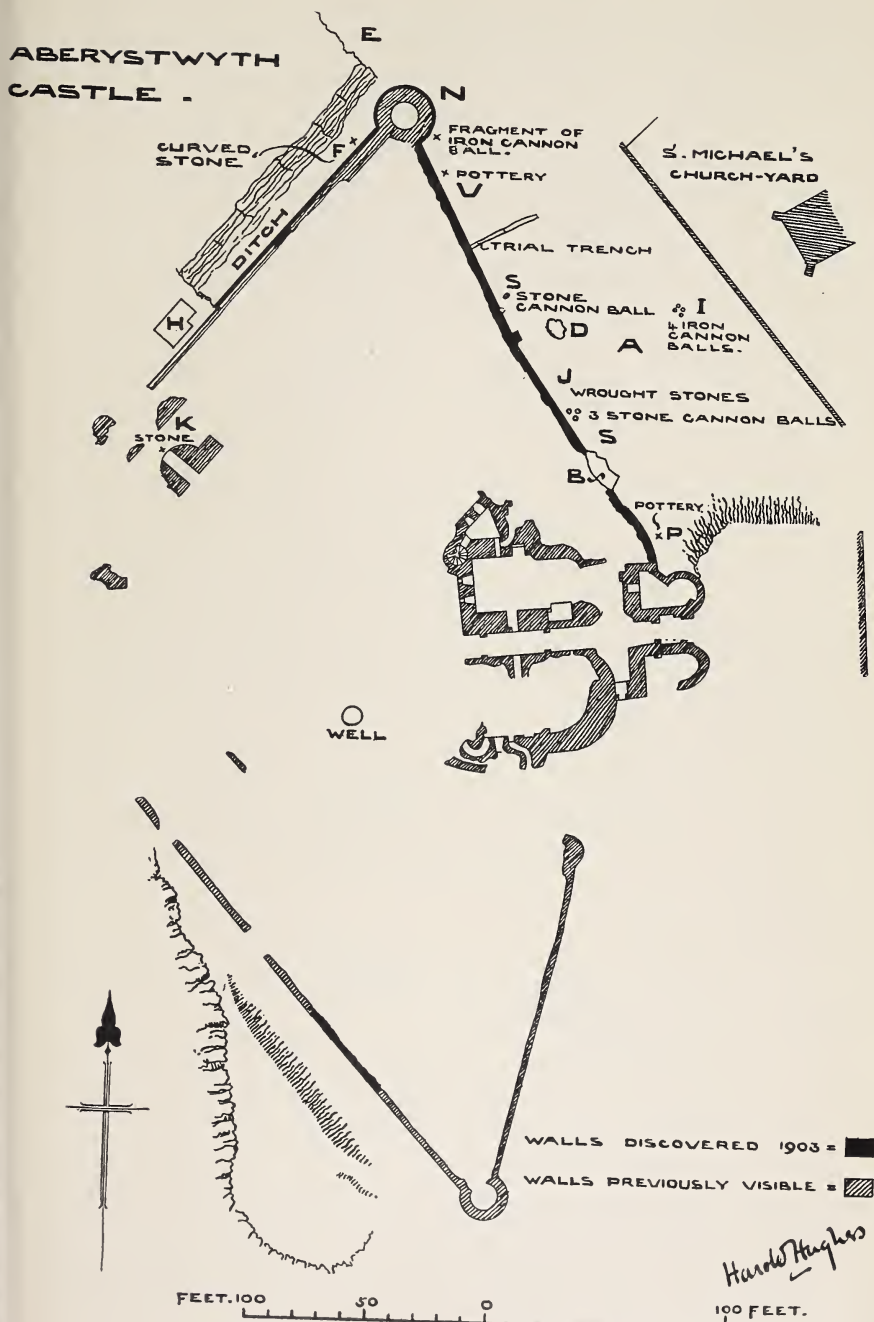 ABERYSTWYTH
CASTLE.
E
N
CURVED
STONE
F
FRAGMENT OF
IRON CANNON
BALL.
POTTERY
S. MICHAEL'S
CHURCH-YARD
DITCH
TRIAL TRENCH
S
STONE
CANNON BALL
I
4 IRON
CANNON
BALLS.
D
A
H
J
WROUGHT STONES
3 STONE CANNON BALLS
K
STONE
S
B
POTTERY
P
WELL
WALLS DISCOVERED 1903 =
WALLS PREVIOUSLY VISIBLE =
Harold Hughes
FEET. 100 50 0 100 FEET.